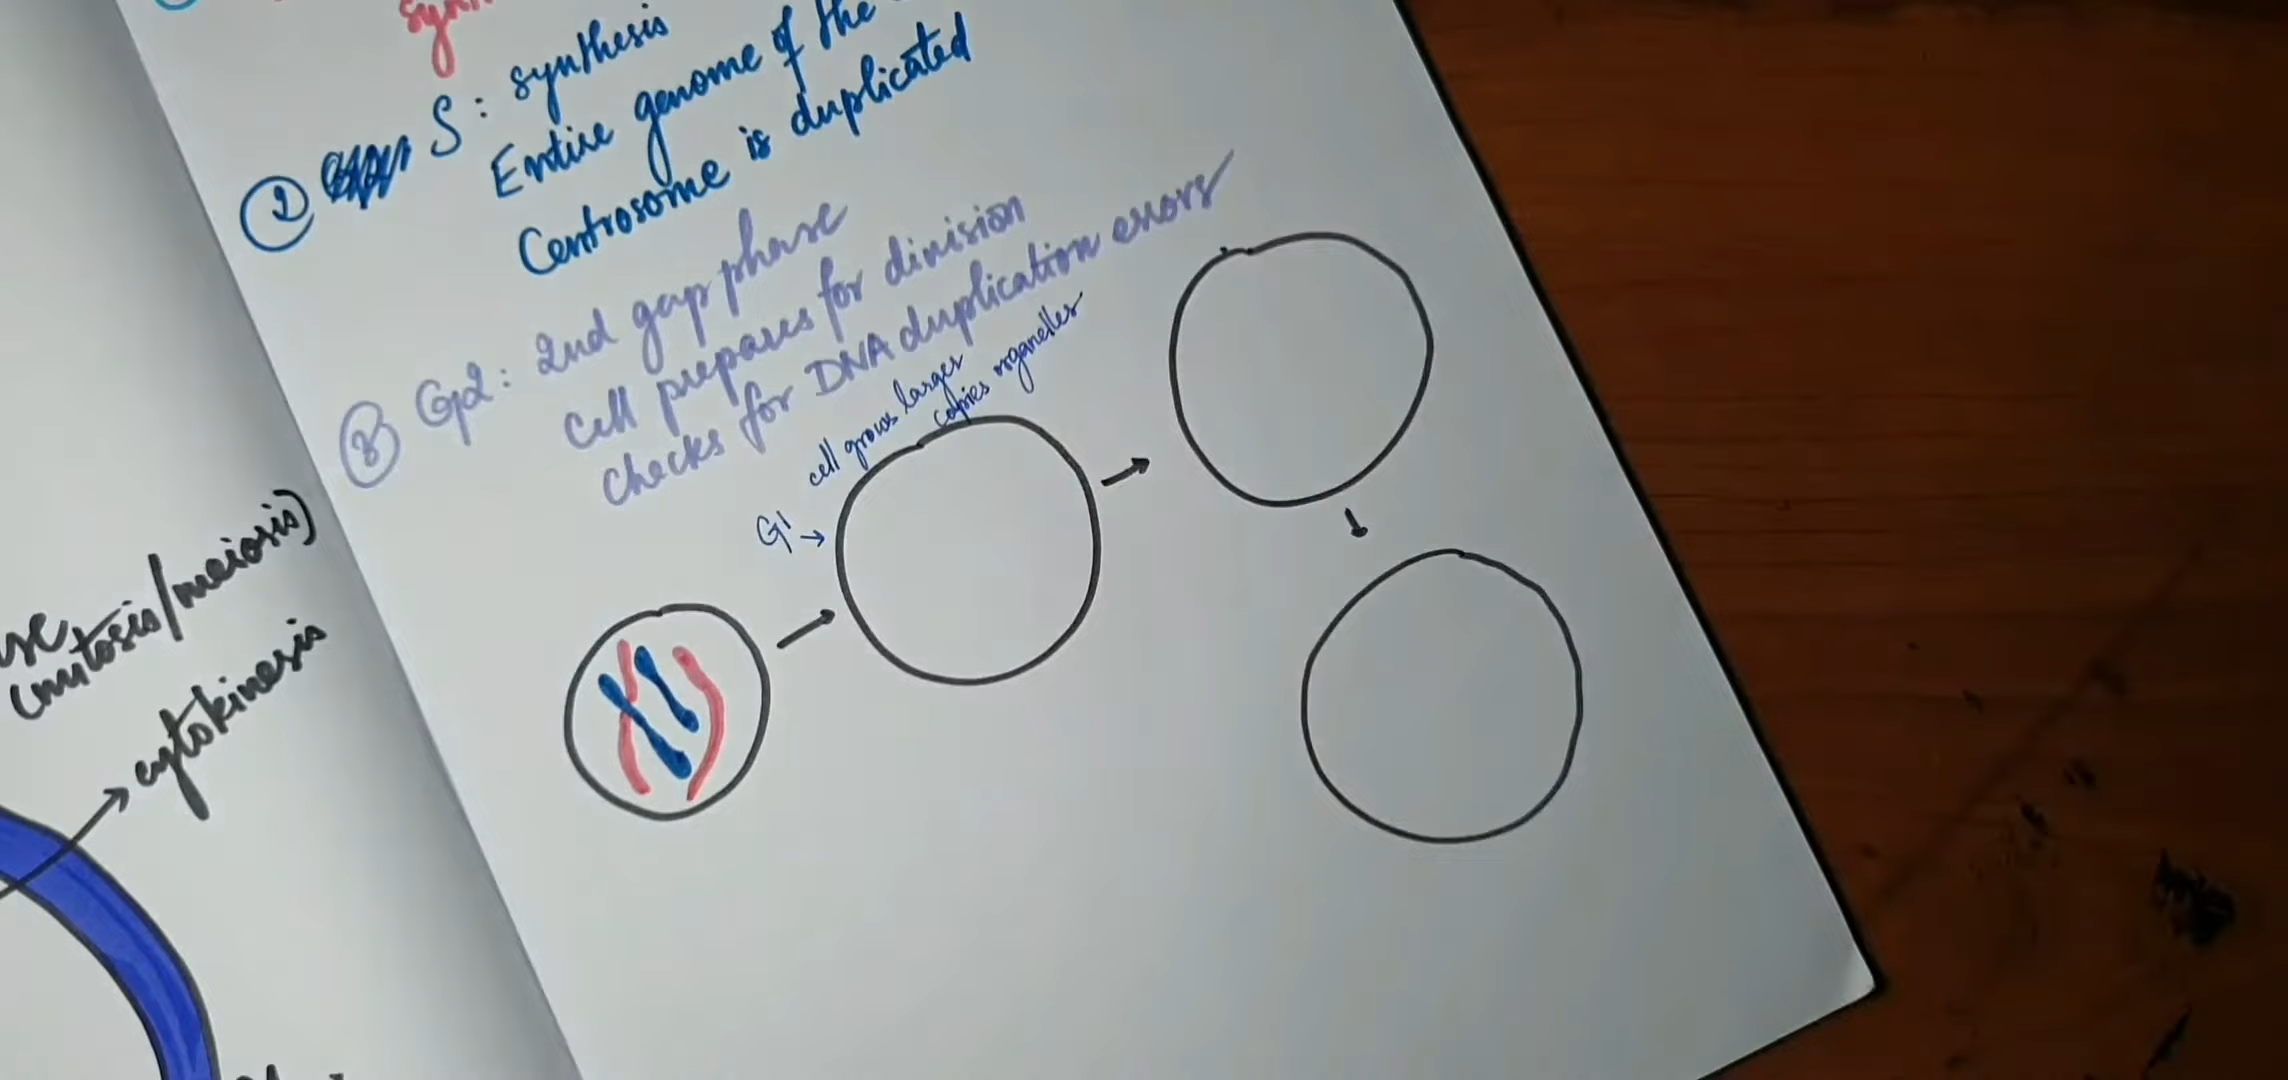 ② S: synthesis
Entire genome of the
Centrosome is duplicated
③ G2: 2nd gap phase
Cell prepares for division
Checks for DNA duplication errors
cell grows larger
copies organelles
G1 →
(mitosis/meiosis)
cytokinesis